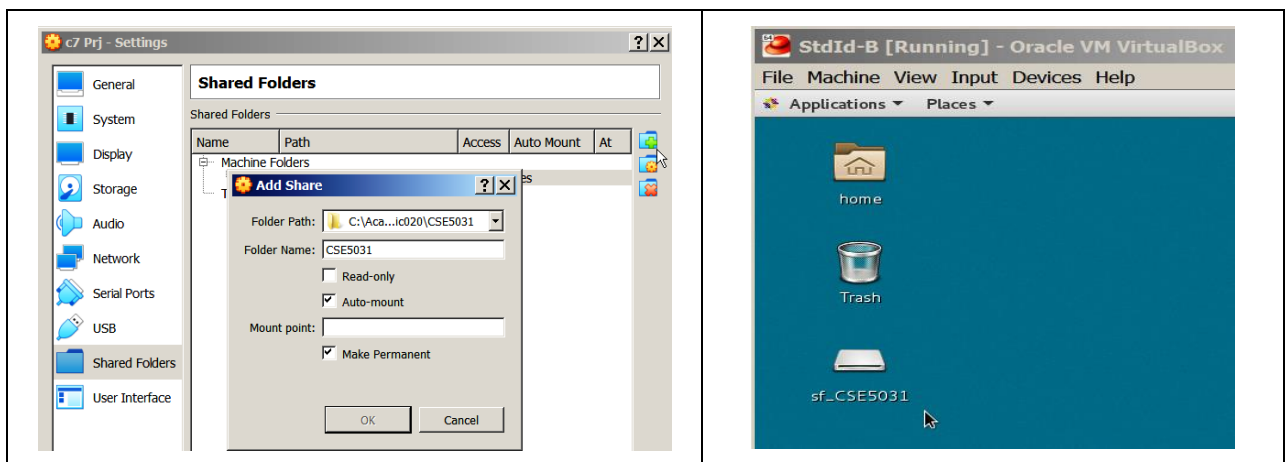 c7 Prj - Settings
General
System
Display
Storage
Audio
Network
Serial Ports
USB
Shared Folders
User Interface
Shared Folders
Shared Folders
Name Path Access Auto Mount At
Machine Folders
Add Share
Folder Path: C:\Aca...ic020\CSE5031
Folder Name: CSE5031
Read-only
Auto-mount
Mount point:
Make Permanent
OK Cancel
StdId-B [Running] - Oracle VM VirtualBox
File Machine View Input Devices Help
Applications Places
home
Trash
sf_CSE5031